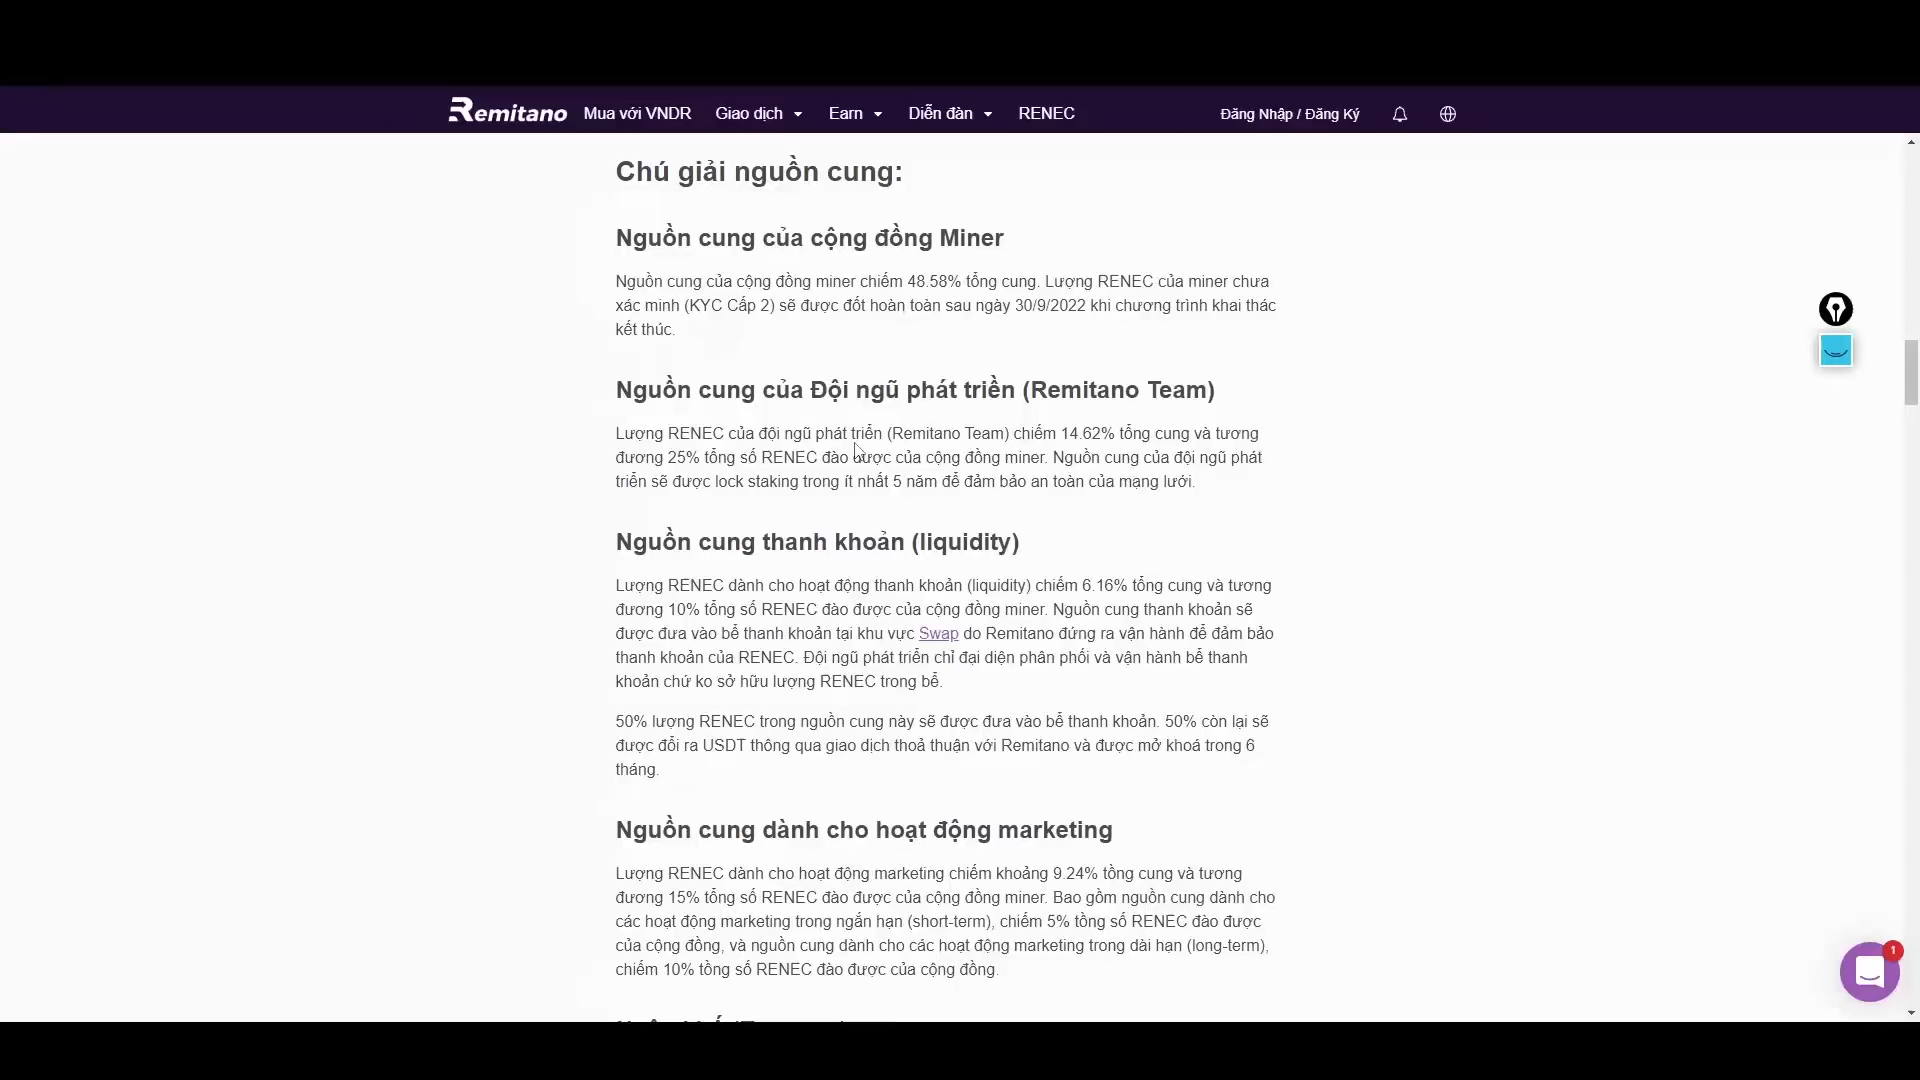 Remitano Mua với VNDR Giao dịch Earn Diễn đàn RENEC Đăng Nhập / Đăng Ký
Chú giải nguồn cung:
Nguồn cung của cộng đồng Miner
Nguồn cung của cộng đồng miner chiếm 48.58% tổng cung. Lượng RENEC của miner chưa
xác minh (KYC Cấp 2) sẽ được đốt hoàn toàn sau ngày 30/9/2022 khi chương trình khai thác
kết thúc.
Nguồn cung của Đội ngũ phát triển (Remitano Team)
Lượng RENEC của đội ngũ phát triển (Remitano Team) chiếm 14.62% tổng cung và tương
đương 25% tổng số RENEC đào được của cộng đồng miner. Nguồn cung của đội ngũ phát
triển sẽ được lock staking trong ít nhất 5 năm để đảm bảo an toàn của mạng lưới.
Nguồn cung thanh khoản (liquidity)
Lượng RENEC dành cho hoạt động thanh khoản (liquidity) chiếm 6.16% tổng cung và tương
đương 10% tổng số RENEC đào được của cộng đồng miner. Nguồn cung thanh khoản sẽ
được đưa vào bể thanh khoản tại khu vực Swap do Remitano đứng ra vận hành để đảm bảo
thanh khoản của RENEC. Đội ngũ phát triển chỉ đại diện phân phối và vận hành bể thanh
khoản chứ ko sở hữu lượng RENEC trong bể.
50% lượng RENEC trong nguồn cung này sẽ được đưa vào bể thanh khoản. 50% còn lại sẽ
được đổi ra USDT thông qua giao dịch thoả thuận với Remitano và được mở khoá trong 6
tháng.
Nguồn cung dành cho hoạt động marketing
Lượng RENEC dành cho hoạt động marketing chiếm khoảng 9.24% tổng cung và tương
đương 15% tổng số RENEC đào được của cộng đồng miner. Bao gồm nguồn cung dành cho
các hoạt động marketing trong ngắn hạn (short-term), chiếm 5% tổng số RENEC đào được
của cộng đồng, và nguồn cung dành cho các hoạt động marketing trong dài hạn (long-term),
chiếm 10% tổng số RENEC đào được của cộng đồng.
1